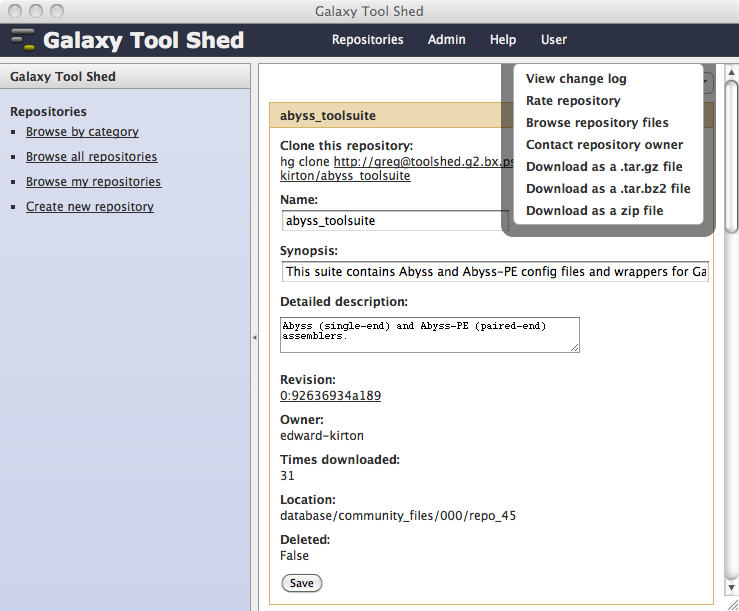 Galaxy Tool Shed
Galaxy Tool Shed
Repositories Admin Help User
Galaxy Tool Shed
Repositories
Browse by category
Browse all repositories
Browse my repositories
Create new repository
View change log
Rate repository
Browse repository files
Contact repository owner
Download as a .tar.gz file
Download as a .tar.bz2 file
Download as a zip file
abyss_toolsuite
Clone this repository:
hg clone http://greg@toolshed.g2.bx.ps
kirton/abyss_toolsuite
Name:
abyss_toolsuite
Synopsis:
This suite contains Abyss and Abyss-PE config files and wrappers for Ga
Detailed description:
Abyss (single-end) and Abyss-PE (paired-end)
assemblers.
Revision:
0:92636934a189
Owner:
edward-kirton
Times downloaded:
31
Location:
database/community_files/000/repo_45
Deleted:
False
Save